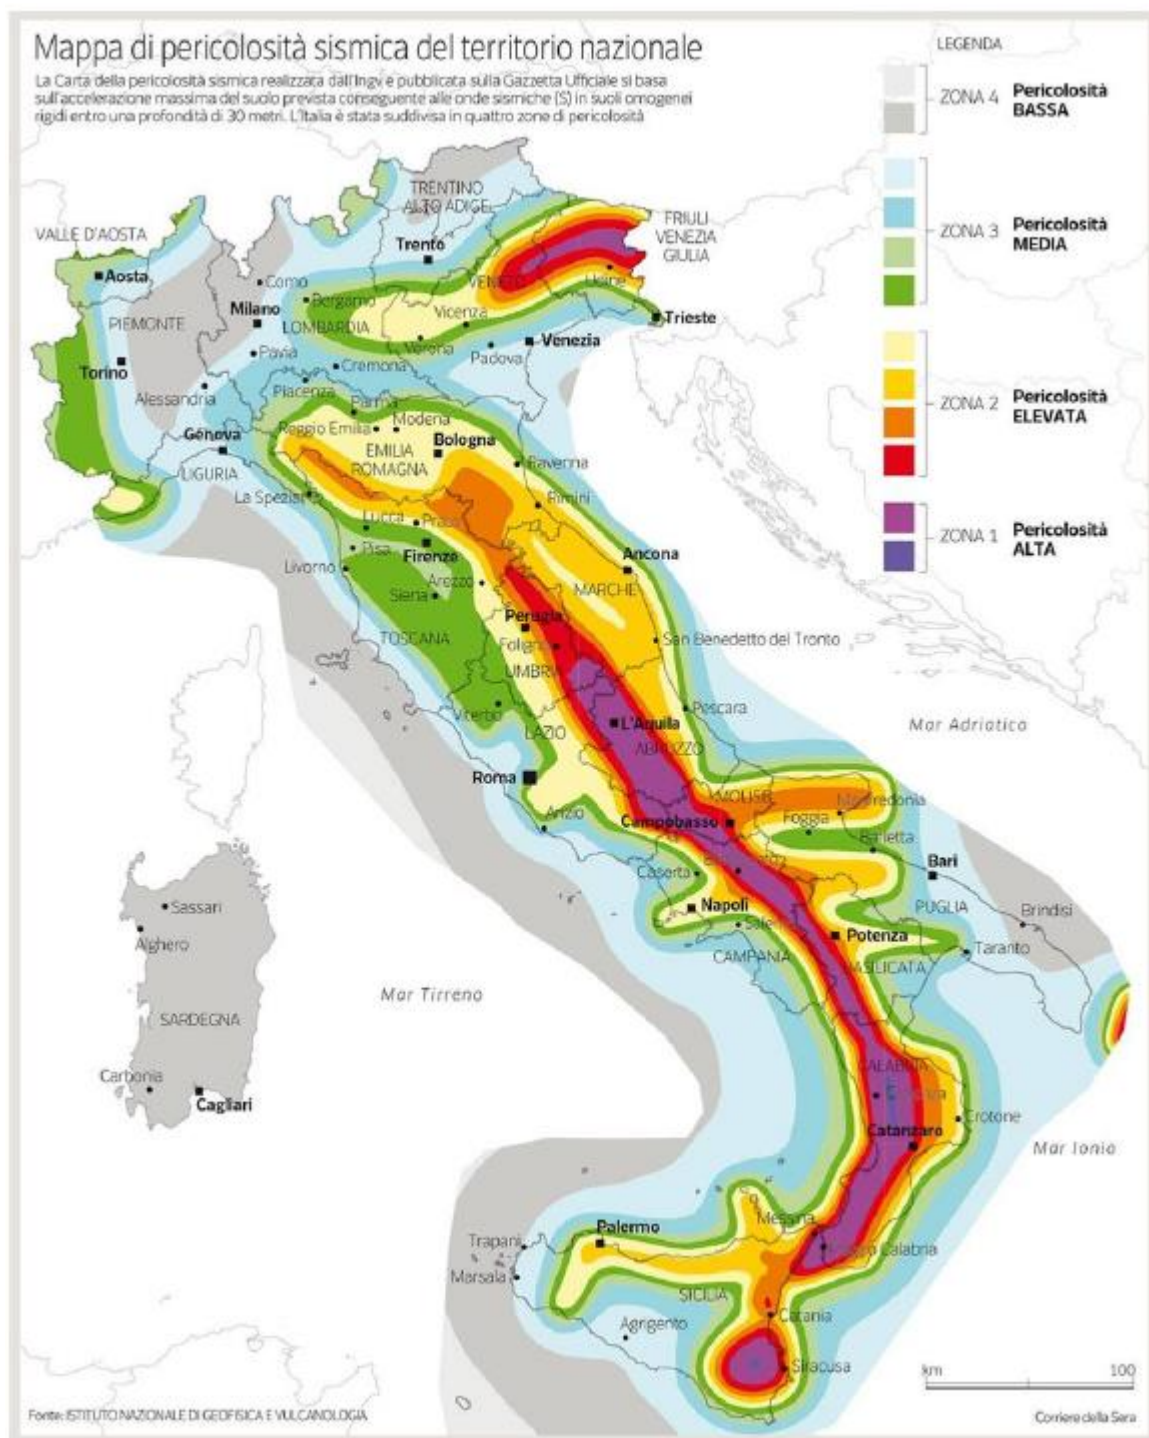 Mappa di pericolosità sismica del territorio nazionale
La Carta della pericolosità sismica realizzata dall'Ingv e pubblicata sulla Gazzetta Ufficiale si basa
sull'accelerazione massima del suolo prevista conseguente alle onde sismiche (S) in suoli omogenei
rigidi entro una profondità di 30 metri. L'Italia è stata suddivisa in quattro zone di pericolosità
LEGENDA
ZONA 4
Pericolosità
BASSA
ZONA 3
Pericolosità
MEDIA
ZONA 2
Pericolosità
ELEVATA
ZONA 1
Pericolosità
ALTA
TRENTINO
ALTO ADIGE
FRIULI
VENEZIA
GIULIA
VALLE D'AOSTA
Trento
Aosta
VENETO
Udine
Como
Bergamo
Milano
Vicenza
Trieste
PIEMONTE
LOMBARDIA
Venezia
Verona
Padova
Pavia
Torino
Cremona
Piacenza
Alessandria
Parma
Modena
Reggio Emilia
Genova
Bologna
EMILIA
ROMAGNA
Ravenna
LIGURIA
La Spezia
Rimini
Lucca
Prato
Pisa
Firenze
Ancona
Livorno
Arezzo
MARCHE
Siena
Perugia
TOSCANA
Foligno
San Benedetto del Tronto
UMBRIA
Viterbo
Pescara
L'Aquila
LAZIO
ABRUZZO
Mar Adriatico
Roma
MOLISE
Manfredonia
Anzio
Campobasso
Foggia
Barletta
Caserta
Bari
Napoli
PUGLIA
Brindisi
Sassari
Salerno
Potenza
Alghero
CAMPANIA
Taranto
BASILICATA
Mar Tirreno
SARDEGNA
CALABRIA
Carbonia
Cagliari
Crotone
Catanzaro
Mar Ionio
Messina
Palermo
Trapani
Reggio Calabria
Marsala
SICILIA
Catania
Agrigento
Siracusa
km
100
Fonte: ISTITUTO NAZIONALE DI GEOFISICA E VULCANOLOGIA
Corriere della Sera